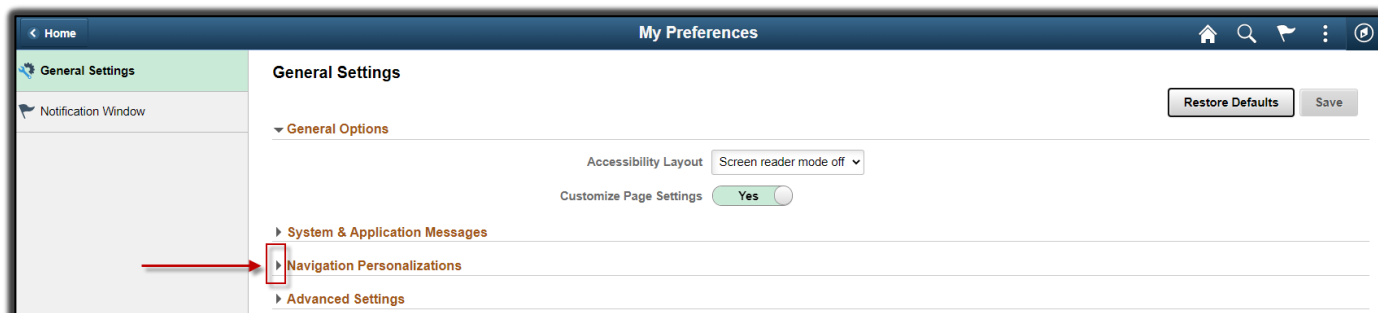 Home
My Preferences
General Settings
Notification Window
General Settings
Restore Defaults
Save
General Options
Accessibility Layout
Screen reader mode off
Customize Page Settings
Yes
System & Application Messages
Navigation Personalizations
Advanced Settings